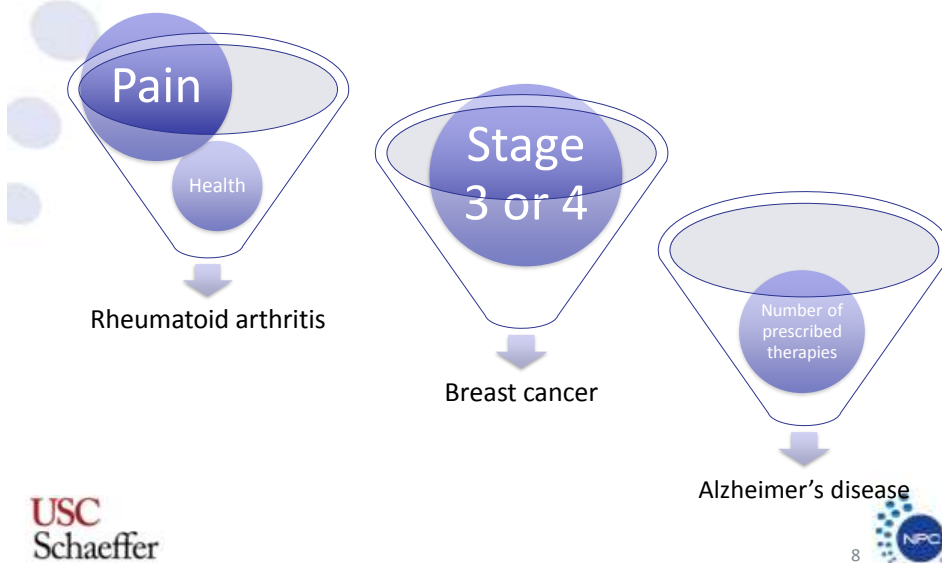 Pain
Health
Rheumatoid arthritis
Stage
3 or 4
Breast cancer
Number of
prescribed
therapies
Alzheimer’s disease
USC
Schaeffer
8
NPC